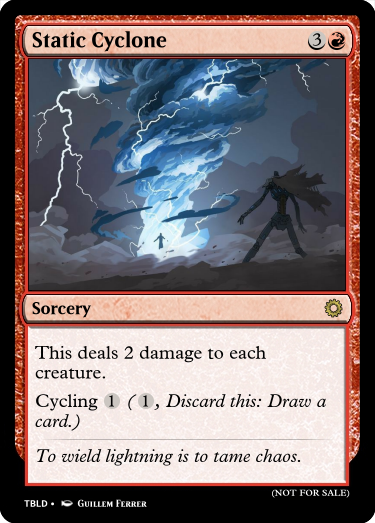 Static Cyclone 3
Sorcery
This deals 2 damage to each
creature.
Cycling 1 ( 1, Discard this: Draw a
card.)
To wield lightning is to tame chaos.
(NOT FOR SALE)
TBLD • Guillem Ferrer